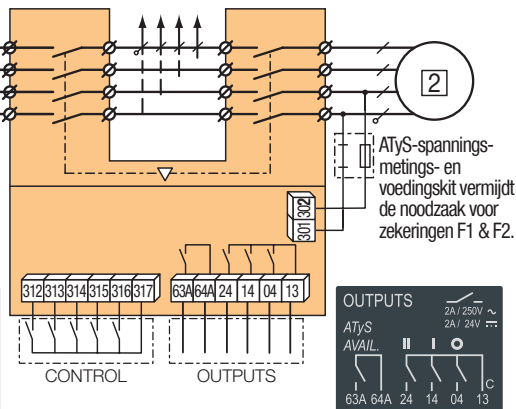 2
ATyS-spannings-
metings- en
voedingskit vermijdt
de noodzaak voor
zekeringen F1 & F2.
302
301
312 313 314 315 316 317
63A 64A 24 14 04 13
CONTROL
OUTPUTS
OUTPUTS
2A / 250V ~
2A / 24V ⎓
ATyS
AVAIL.
II I O
C
63A 64A 24 14 04 13